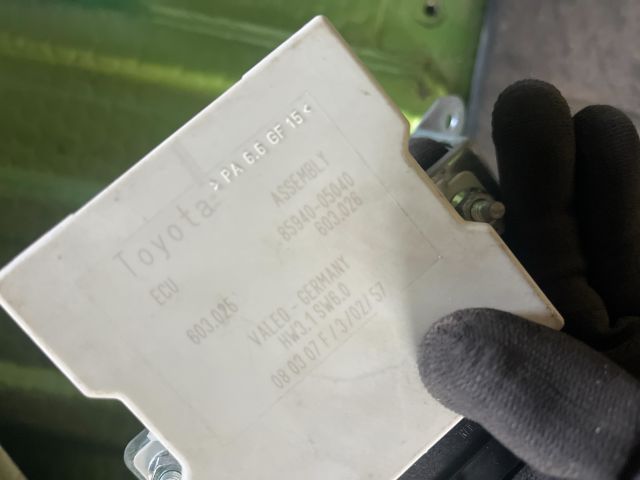 >PA 6.6 GF 15<
Toyota
ASSEMBLY
85940-05040
ECU
603.026
603.026
VALEO - GERMANY
HW3.1 SW6.0
08 03 07 F/3/02/57